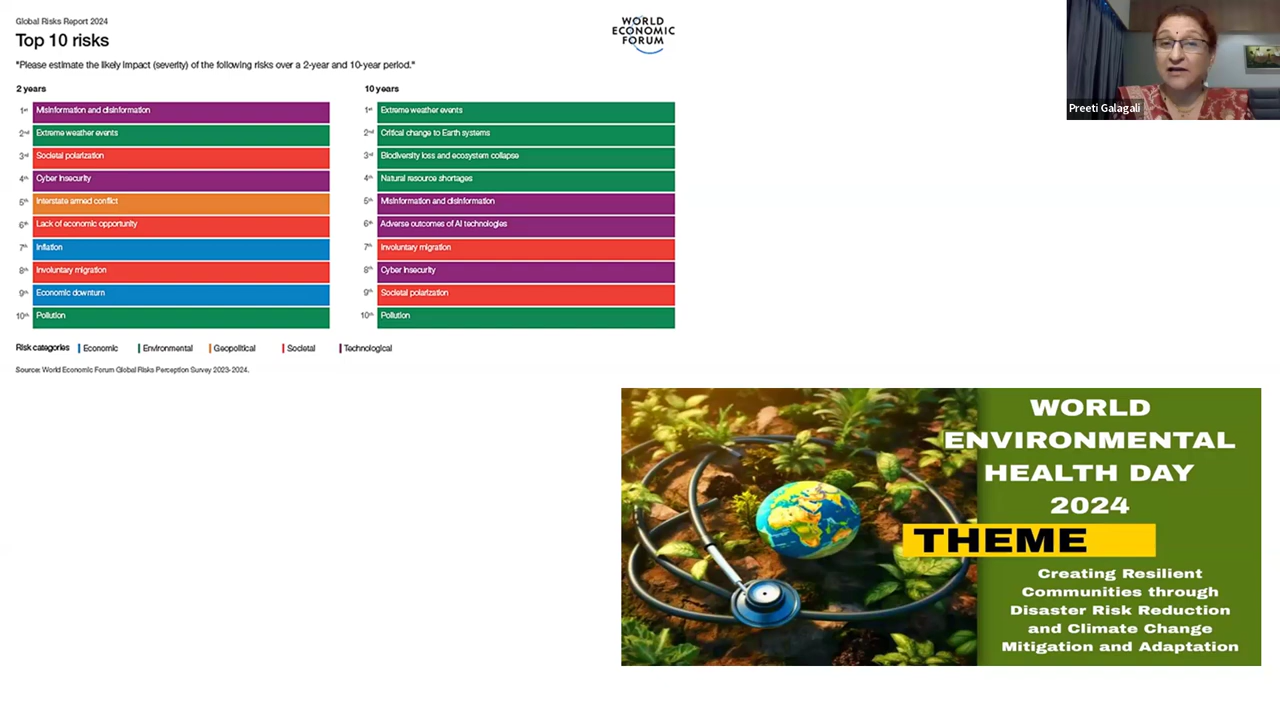 Global Risks Report 2024
Top 10 risks
WORLD
ECONOMIC
FORUM
"Please estimate the likely impact (severity) of the following risks over a 2-year and 10-year period."
2 years
1st Misinformation and disinformation
2nd Extreme weather events
3rd Societal polarization
4th Cyber insecurity
5th Interstate armed conflict
6th Lack of economic opportunity
7th Inflation
8th Involuntary migration
9th Economic downturn
10th Pollution
10 years
1st Extreme weather events
2nd Critical change to Earth systems
3rd Biodiversity loss and ecosystem collapse
4th Natural resource shortages
5th Misinformation and disinformation
6th Adverse outcomes of AI technologies
7th Involuntary migration
8th Cyber insecurity
9th Societal polarization
10th Pollution
Risk categories Economic Environmental Geopolitical Societal Technological
Source: World Economic Forum Global Risks Perception Survey 2023-2024.
Preeti Galagali
WORLD
ENVIRONMENTAL
HEALTH DAY
2024
THEME
Creating Resilient
Communities through
Disaster Risk Reduction
and Climate Change
Mitigation and Adaptation